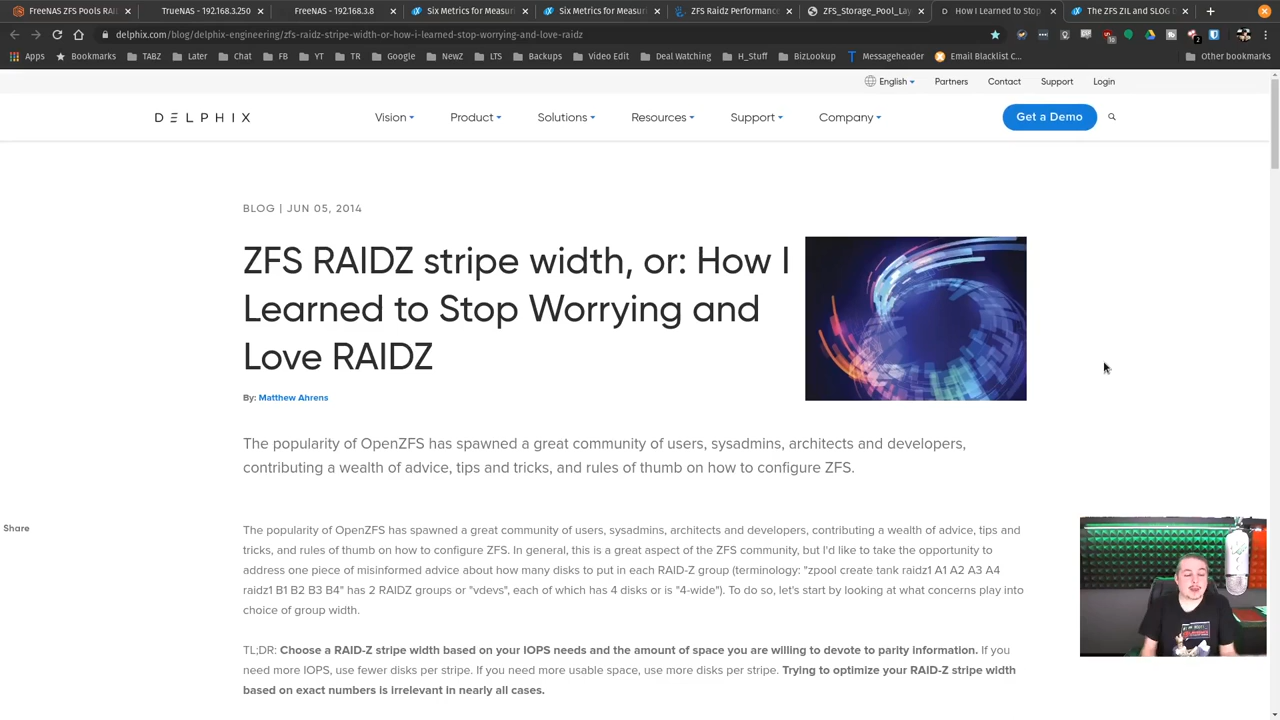 FreeNAS ZFS Pools RAI
TrueNAS - 192.168.3.250
FreeNAS - 192.168.3.8
Six Metrics for Measur
Six Metrics for Measuri
ZFS Raidz Performance
ZFS_Storage_Pool_Lay
How I Learned to Stop
The ZFS ZIL and SLOG
delphix.com/blog/delphix-engineering/zfs-raidz-stripe-width-or-how-i-learned-stop-worrying-and-love-raidz
Apps Bookmarks TABZ Later Chat FB YT TR Google NewZ LTS Backups Video Edit Deal Watching H_Stuff BizLookup Messageheader Email Blacklist C... Other bookmarks
English Partners Contact Support Login
DELPHIX Vision Product Solutions Resources Support Company Get a Demo
BLOG | JUN 05, 2014
ZFS RAIDZ stripe width, or: How I
Learned to Stop Worrying and
Love RAIDZ
By: Matthew Ahrens
The popularity of OpenZFS has spawned a great community of users, sysadmins, architects and developers,
contributing a wealth of advice, tips and tricks, and rules of thumb on how to configure ZFS.
Share
The popularity of OpenZFS has spawned a great community of users, sysadmins, architects and developers, contributing a wealth of advice, tips and
tricks, and rules of thumb on how to configure ZFS. In general, this is a great aspect of the ZFS community, but I'd like to take the opportunity to
address one piece of misinformed advice about how many disks to put in each RAID-Z group (terminology: "zpool create tank raidz1 A1 A2 A3 A4
raidz1 B1 B2 B3 B4" has 2 RAIDZ groups or "vdevs", each of which has 4 disks or is "4-wide"). To do so, let's start by looking at what concerns play into
choice of group width.
TL;DR: Choose a RAID-Z stripe width based on your IOPS needs and the amount of space you are willing to devote to parity information. If you
need more IOPS, use fewer disks per stripe. If you need more usable space, use more disks per stripe. Trying to optimize your RAID-Z stripe width
based on exact numbers is irrelevant in nearly all cases.